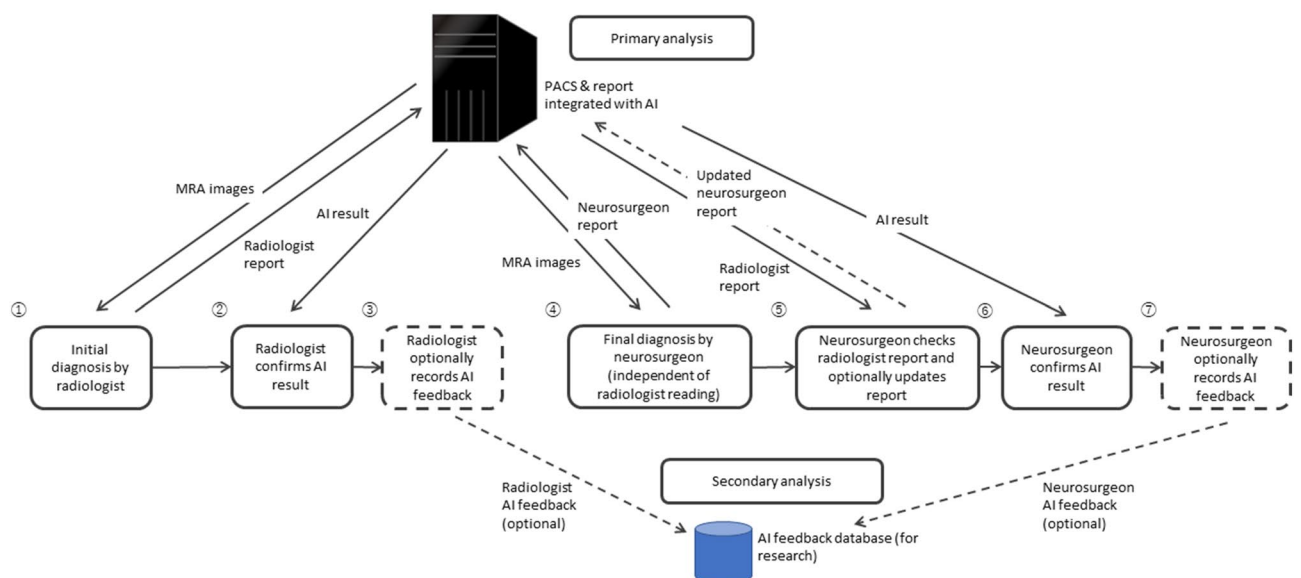 Primary analysis
PACS & report
integrated with AI
MRA images
AI result
Radiologist
report
Neurosurgeon
report
MRA images
Updated
neurosurgeon
report
Radiologist
report
AI result
①
Initial
diagnosis by
radiologist
②
Radiologist
confirms AI
result
③
Radiologist
optionally
records AI
feedback
④
Final diagnosis by
neurosurgeon
(independent of
radiologist reading)
⑤
Neurosurgeon checks
radiologist report and
optionally updates
report
⑥
Neurosurgeon
confirms AI
result
⑦
Neurosurgeon
optionally
records AI
feedback
Secondary analysis
Radiologist
AI feedback
(optional)
Neurosurgeon
AI feedback
(optional)
AI feedback database (for
research)